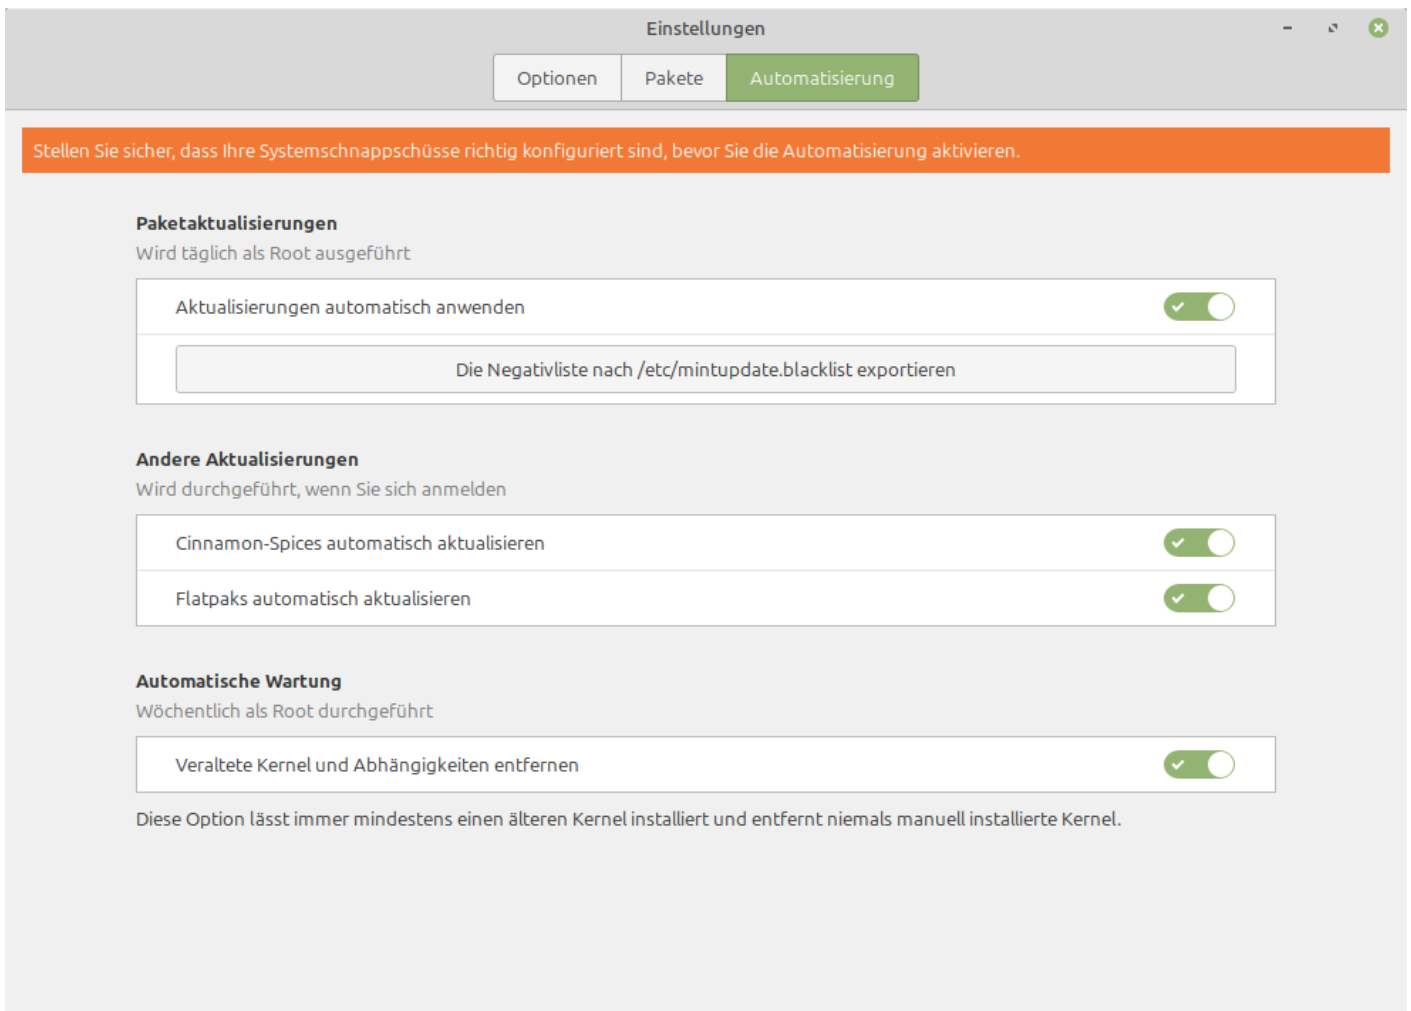 Einstellungen
Optionen Pakete Automatisierung
Stellen Sie sicher, dass Ihre Systemschnappschüsse richtig konfiguriert sind, bevor Sie die Automatisierung aktivieren.
Paketaktualisierungen
Wird täglich als Root ausgeführt
Aktualisierungen automatisch anwenden
Die Negativliste nach /etc/mintupdate.blacklist exportieren
Andere Aktualisierungen
Wird durchgeführt, wenn Sie sich anmelden
Cinnamon-Spices automatisch aktualisieren
Flatpaks automatisch aktualisieren
Automatische Wartung
Wöchentlich als Root durchgeführt
Veraltete Kernel und Abhängigkeiten entfernen
Diese Option lässt immer mindestens einen älteren Kernel installiert und entfernt niemals manuell installierte Kernel.